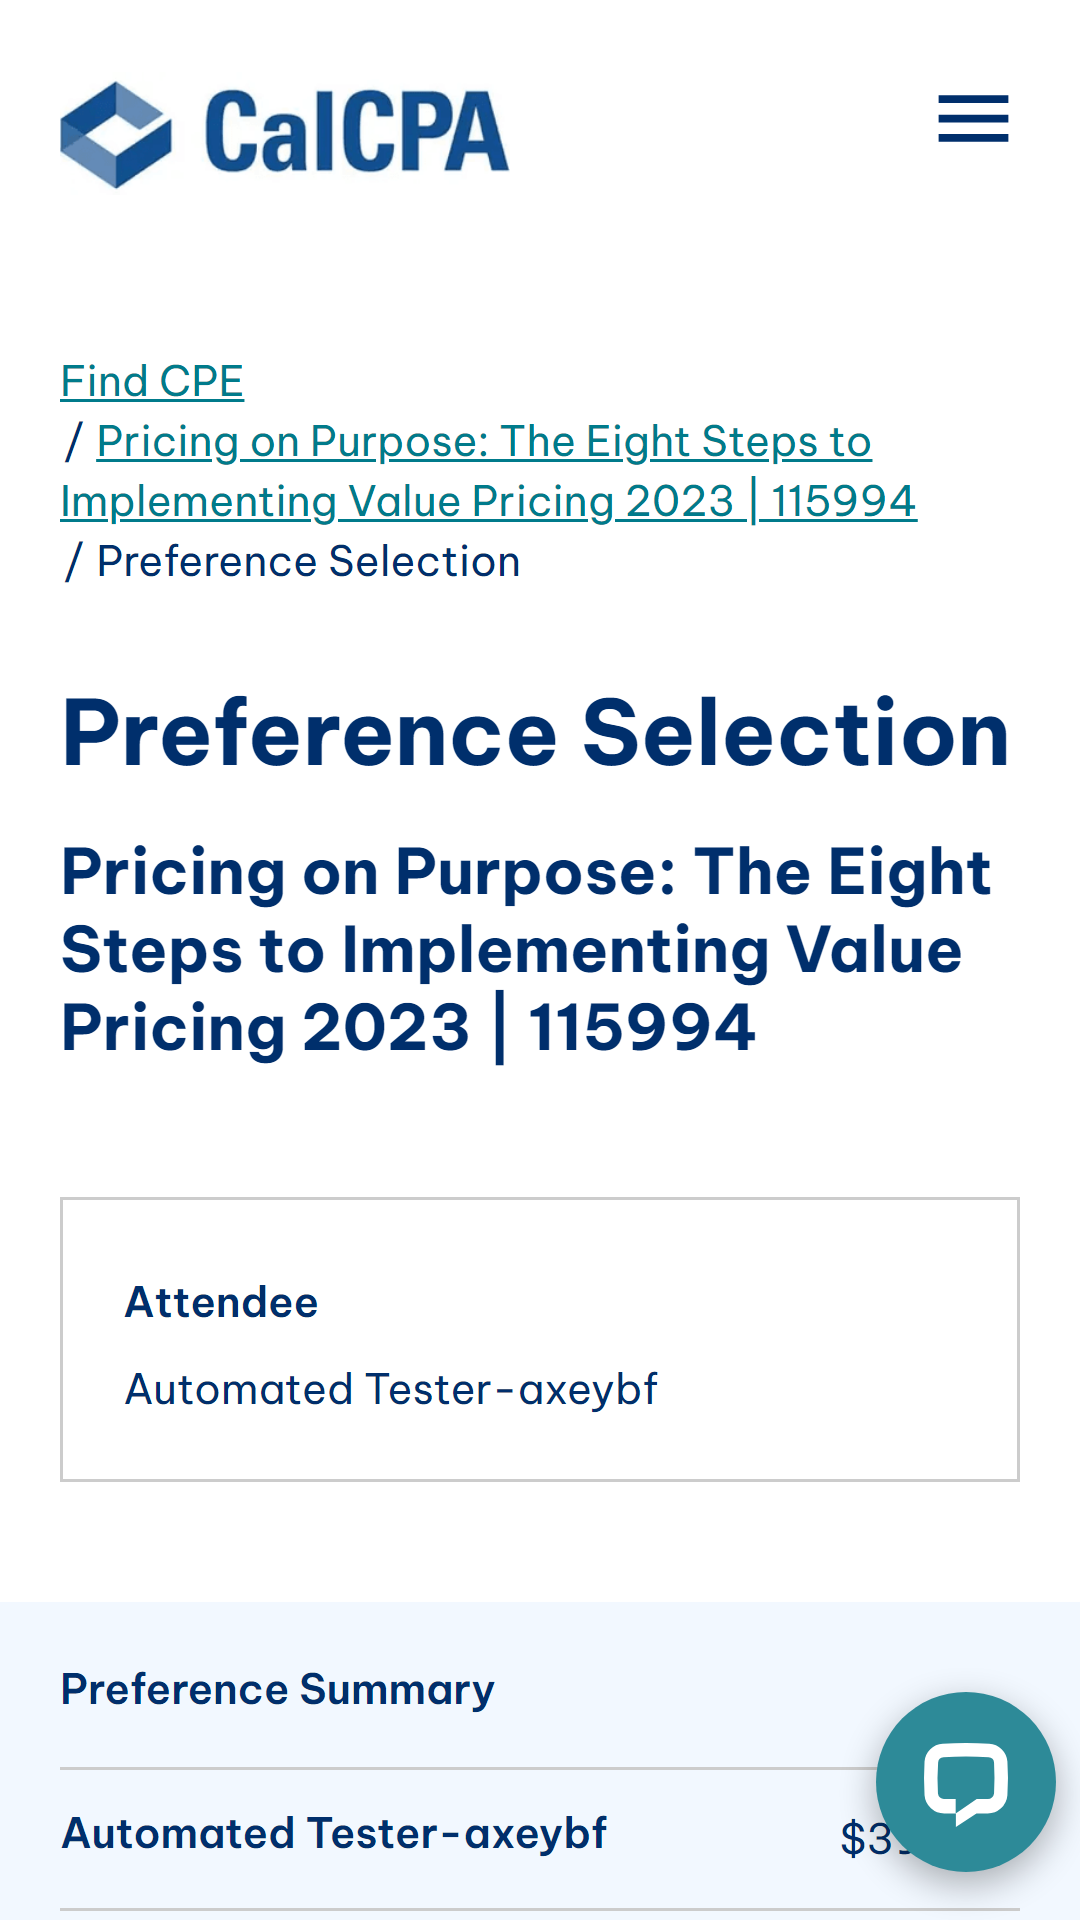 CalCPA
Find CPE
/ Pricing on Purpose: The Eight Steps to
Implementing Value Pricing 2023 | 115994
/ Preference Selection
Preference Selection
Pricing on Purpose: The Eight
Steps to Implementing Value
Pricing 2023 | 115994
Attendee
Automated Tester-axeybf
Preference Summary
Automated Tester-axeybf